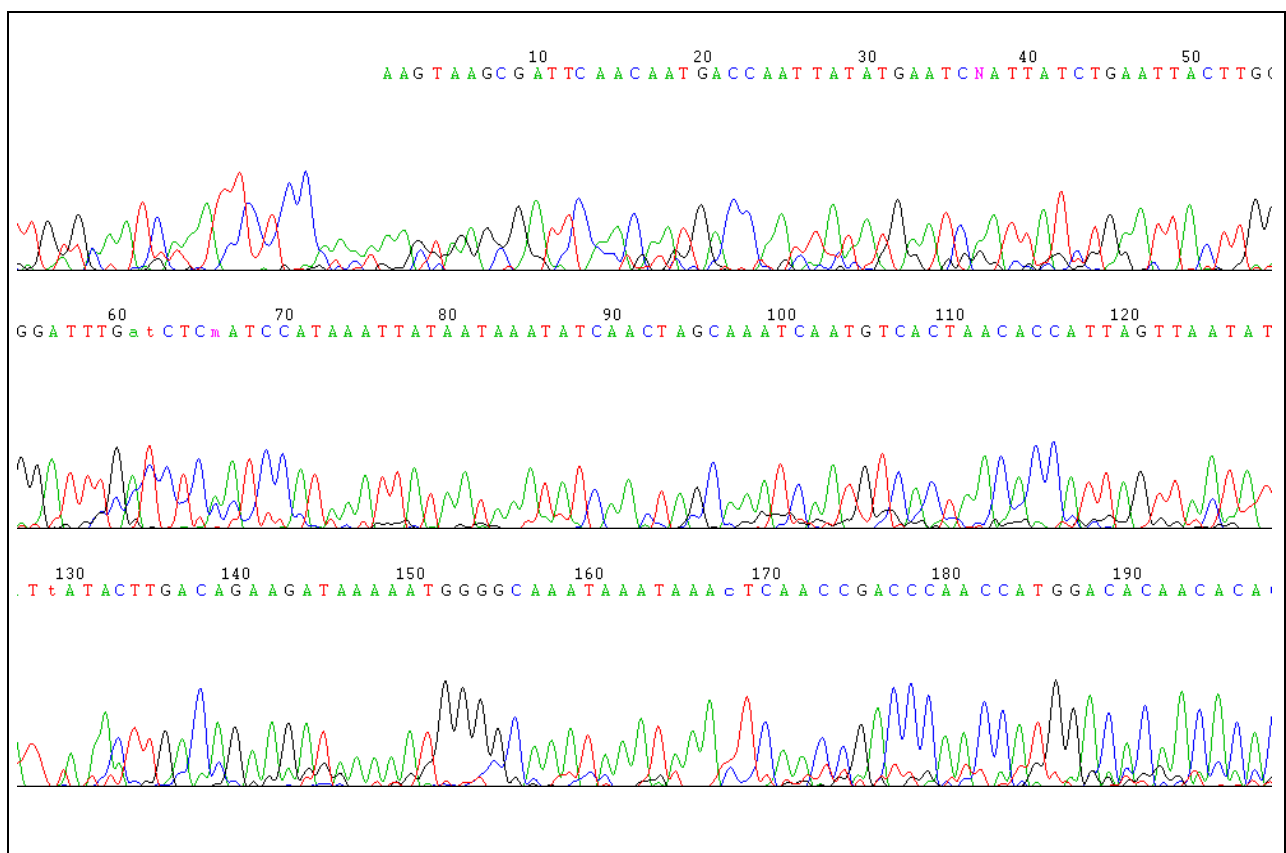 10 20 30 40 50
AAGTAAGCGATTCAACAATGACCAATTATATGAATCNATTATCTGAATTACTTG
60 70 80 90 100 110 120
GGATTTGatCTCmATCCATAAATTATAATAAATATCAACTAGCAAATCAATGTCACTAACACCATTAGTTAATAT
130 140 150 160 170 180 190
TtATACTTGACAGAAGATAAAAATGGGGCAAATAAATAAAcTCAACCGACCCAACCATGGACACAACACA